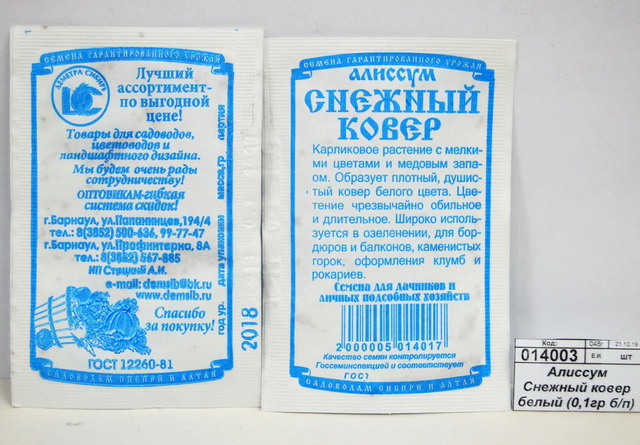 СЕМЕНА ГАРАНТИРОВАННОГО УРОЖАЯ
ДЕМЕТРА СИБИРЬ
Лучший
ассортимент-
по выгодной
цене!
Товары для садоводов,
цветоводов и
ландшафтного дизайна.
Мы будем очень рады
сотрудничеству!
ОПТОВИКАМ-гибкая
система скидок!
г.Барнаул, ул.Папанинцев,194/4
тел.: 8(3852) 500-636, 99-77-47
г.Барнаул, ул.Профинтерна, 8А
тел.: 8(3852) 567-885
ИП Стецкий А.И.
e-mail: demsib@bk.ru
www.demsib.ru
Спасибо
за покупку!
ГОСТ 12260-81
САДОВОДАМ СИБИРИ И АЛТАЯ
год ур. дата упаковки масса,гр партия
2018
СЕМЕНА ГАРАНТИРОВАННОГО УРОЖАЯ
АЛИССУМ
СНЕЖНЫЙ
КОВЕР
Карликовое растение с мелки-
ми цветами и медовым запа-
хом. Образует плотный, душис-
тый ковер белого цвета. Цве-
тение чрезвычайно обильное
и длительное. Широко исполь-
зуется в озеленении, для бор-
дюров и балконов, каменистых
горок, оформления клумб и
рокариев.
Семена для дачников и
личных подсобных хозяйств
2000005014017
Качество семян контролируется
Госсеминспекцией и соответствует
ГОСТ
САДОВОДАМ СИБИРИ И АЛТАЯ
Код: 045г 21.12.19
014003 Е.И. ШТ
Алиссум
Снежный ковер
белый (0,1гр б/п)